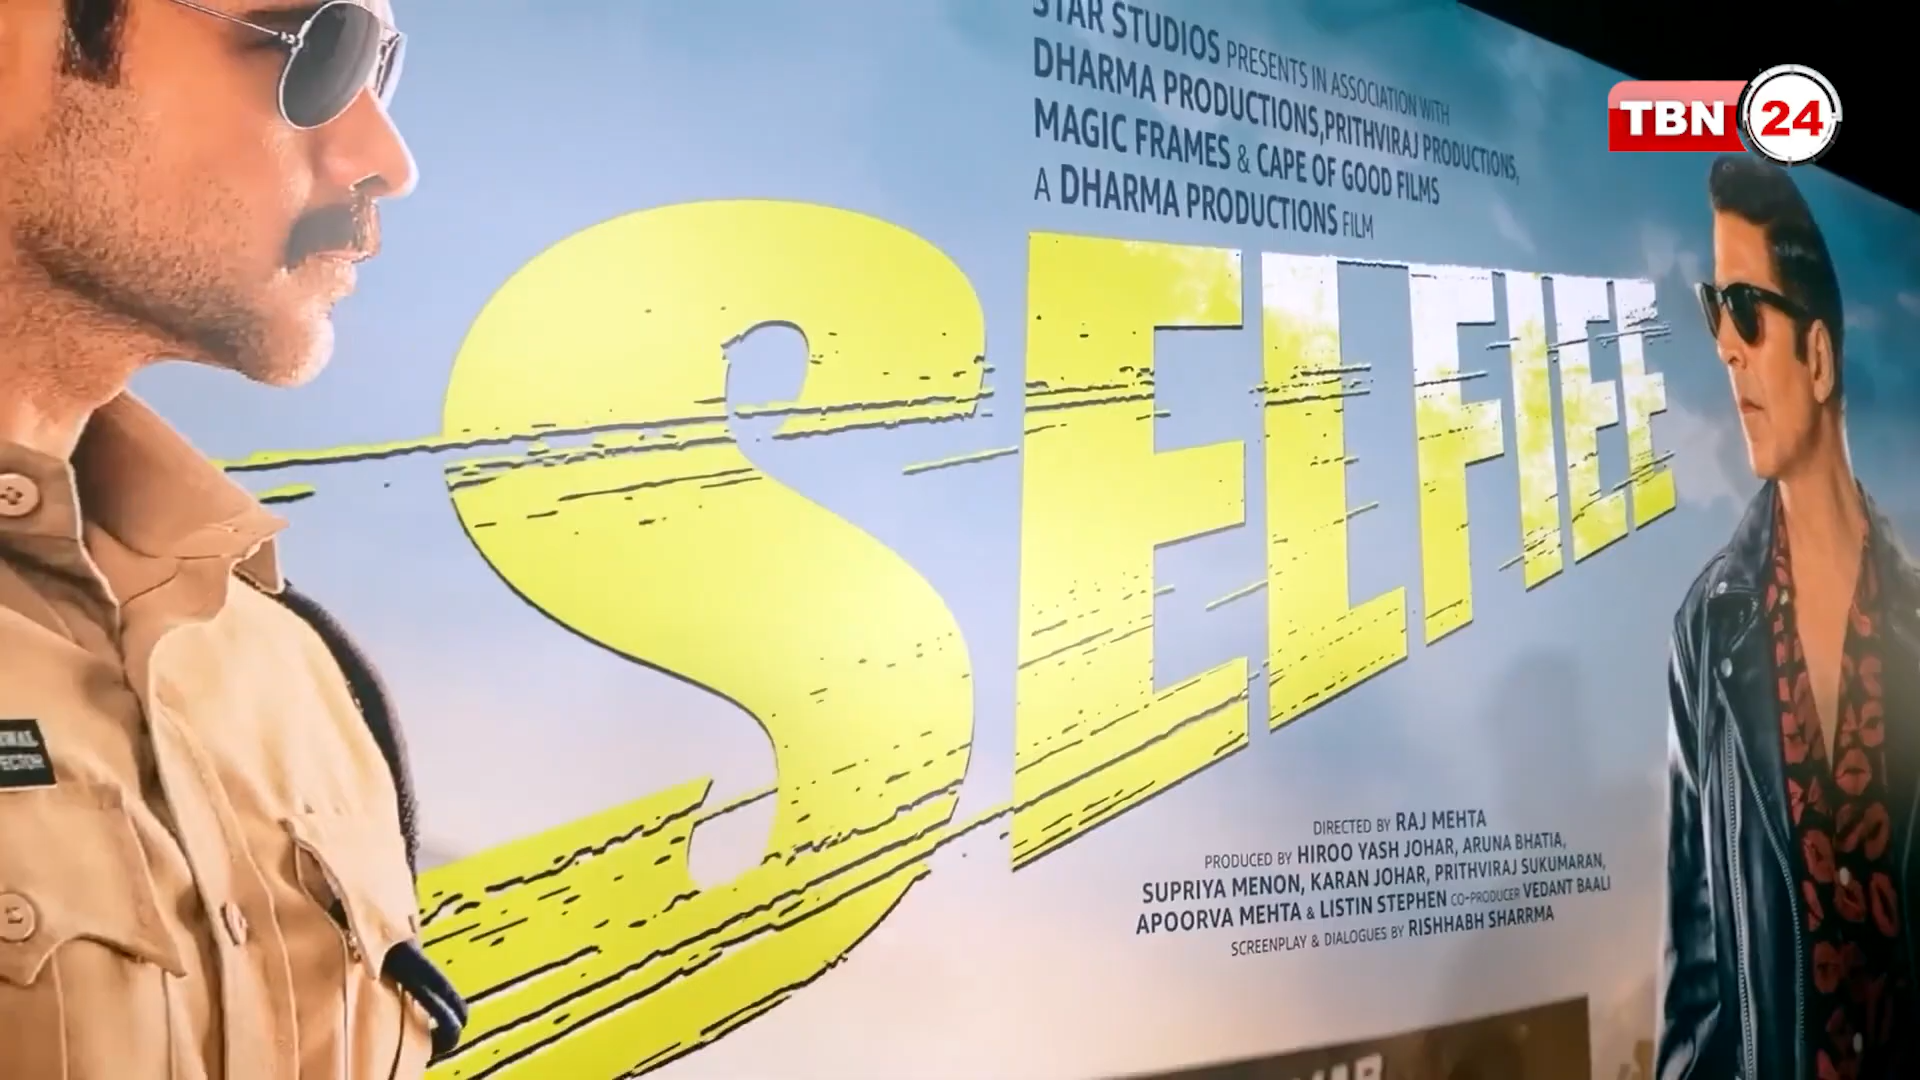 STAR STUDIOS PRESENTS IN ASSOCIATION WITH
DHARMA PRODUCTIONS, PRITHVIRAJ PRODUCTIONS,
MAGIC FRAMES & CAPE OF GOOD FILMS
A DHARMA PRODUCTIONS FILM
TBN 24
SELFIEE
DIRECTED BY RAJ MEHTA
PRODUCED BY HIROO YASH JOHAR, ARUNA BHATIA,
SUPRIYA MENON, KARAN JOHAR, PRITHVIRAJ SUKUMARAN,
APOORVA MEHTA & LISTIN STEPHEN CO-PRODUCER VEDANT BAALI
SCREENPLAY & DIALOGUES BY RISHHABH SHARRMA